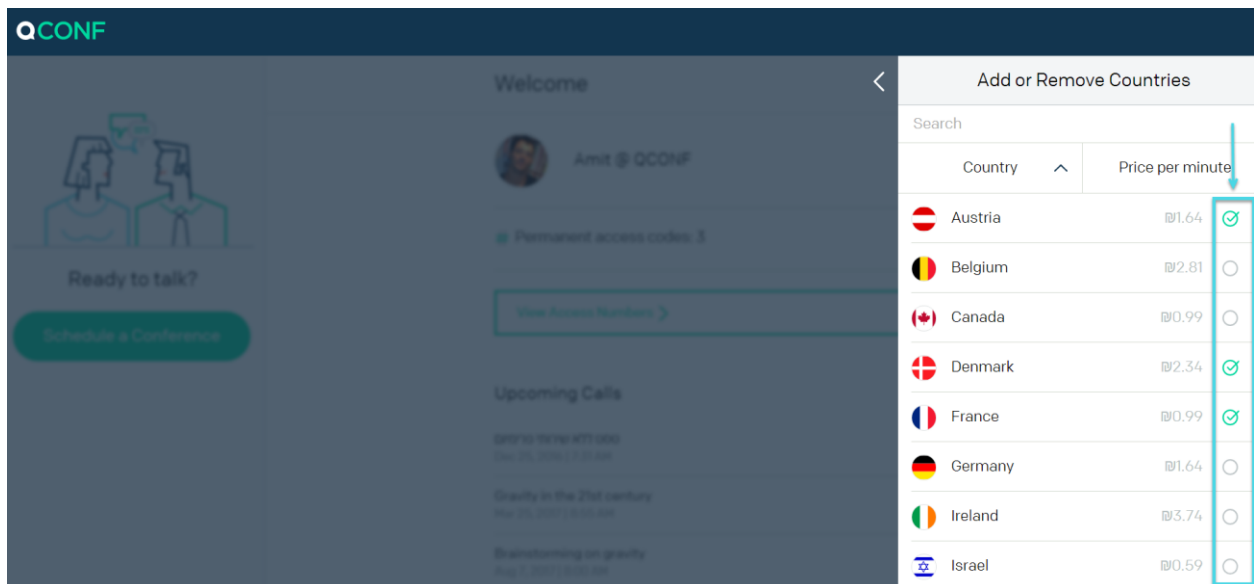 QCONF
Ready to talk?
Schedule a Conference
Welcome
Amit @ QCONF
Permanent access codes: 3
View Access Numbers
Upcoming Calls
Gravity in the 21st century
Brainstorming on gravity
Add or Remove Countries
Search
Country Price per minute
Austria ₪1.64
Belgium ₪2.81
Canada ₪0.99
Denmark ₪2.34
France ₪0.99
Germany ₪1.64
Ireland ₪3.74
Israel ₪0.59